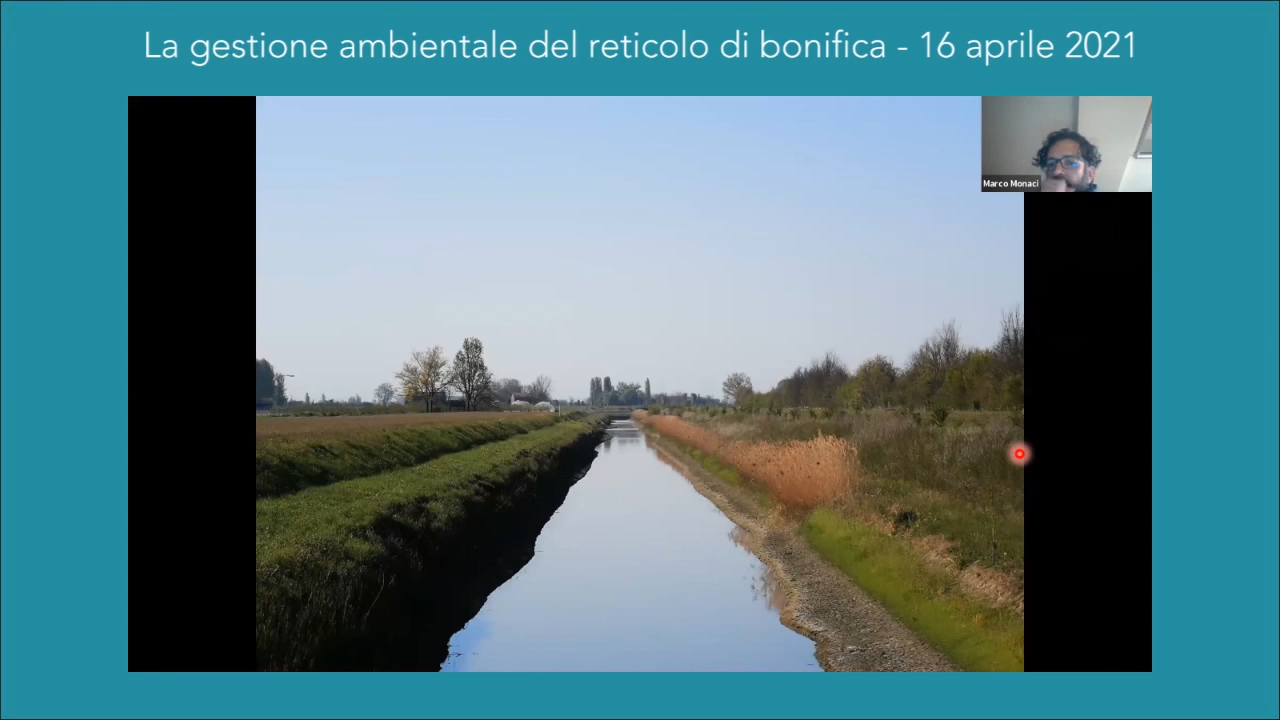 La gestione ambientale del reticolo di bonifica - 16 aprile 2021
Marco Monaci